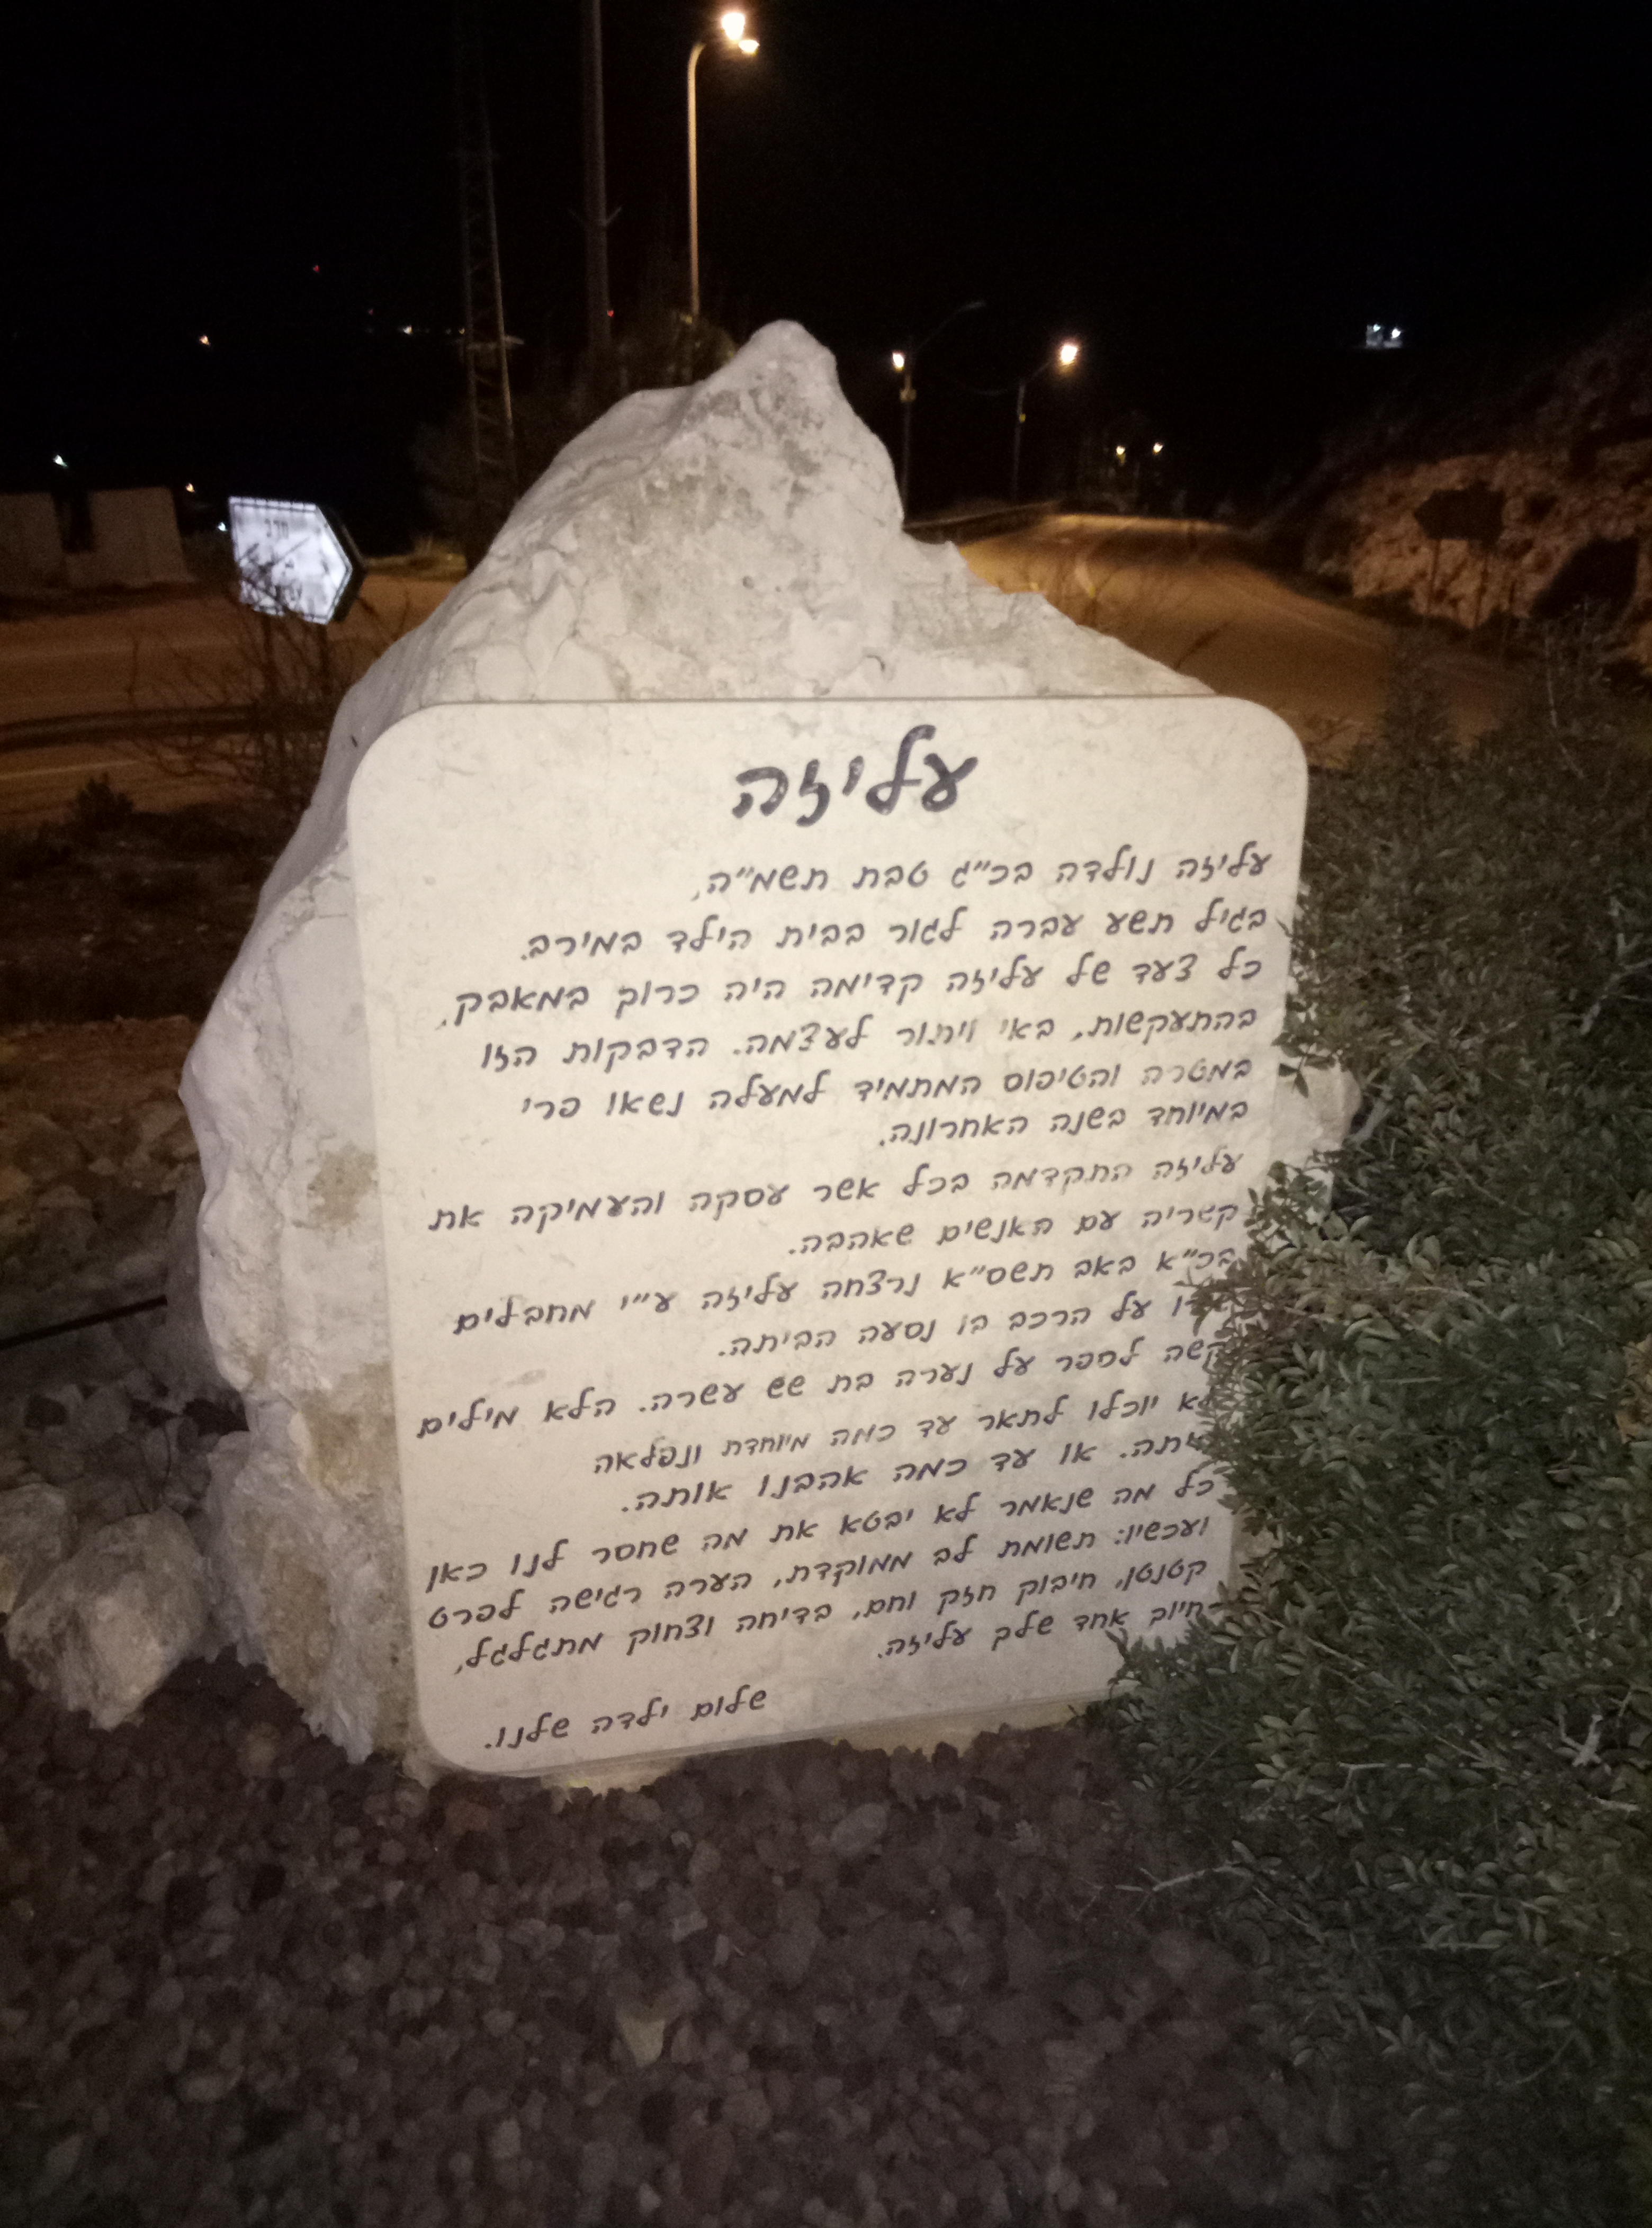 עליזה
עליזה נולדה בכ"ג טבת תשמ"ה,
בגיל תשע עברה לגור בבית הילד במירב.
כל צעד של עליזה קדימה היה כרוך במאבק,
בהתעקשות, באי ויתור לעצמה. הדבקות הזו
במטרה והטיפוס המתמיד למעלה נשאו פרי
במיוחד בשנה האחרונה.
עליזה התקדמה בכל אשר עסקה והעמיקה את
קשריה עם האנשים שאהבה.
בכ"א באב תשס"א נרצחה עליזה ע"י מחבלים
על הרכב בו נסעה הביתה.
קשה לספר על נערה בת שש עשרה. הלא מילים
לא יוכלו לתאר עד כמה מיוחדת ונפלאה
או עד כמה אהבנו אותה.
כל מה שנאמר לא יבטא את מה שחסר לנו כאן
ועכשיו: תשומת לב ממוקדת, הערה רגישה לפרט
קטנטן, חיבוק חזק וחם, בדיחה וצחוק מתגלגל,
חיוך אחד שלך עליזה.
שלום ילדה שלנו.